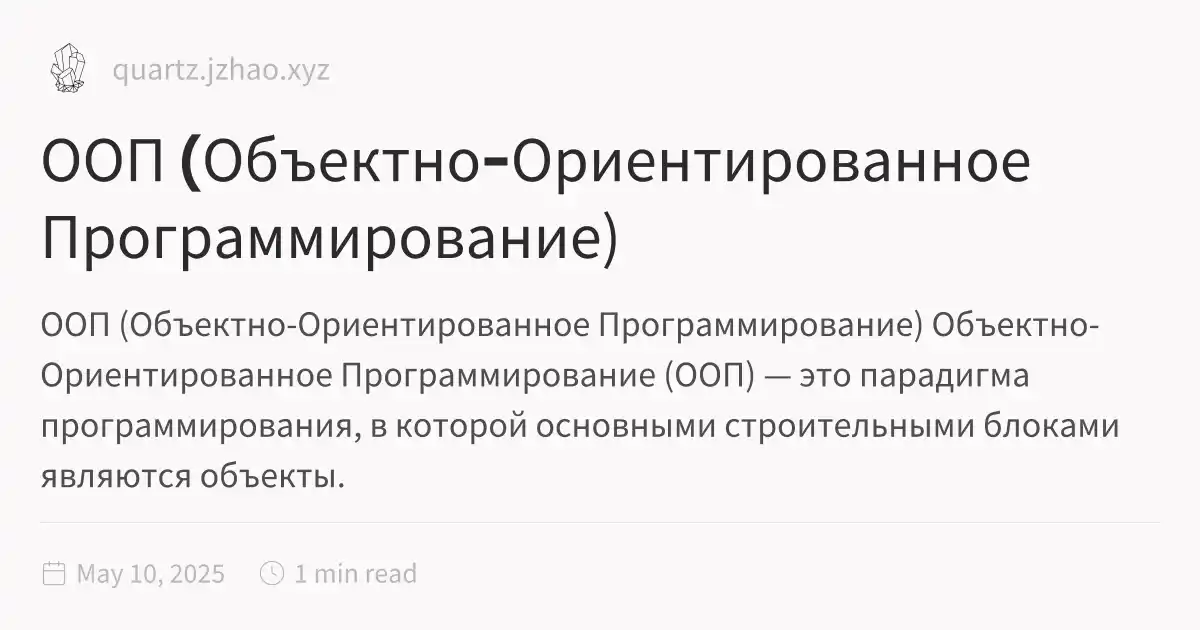 quartz.jzhao.xyz
ООП (Объектно-Ориентированное
Программирование)
ООП (Объектно-Ориентированное Программирование) Объектно-
Ориентированное Программирование (ООП) — это парадигма
программирования, в которой основными строительными блоками
являются объекты.
May 10, 2025 1 min read